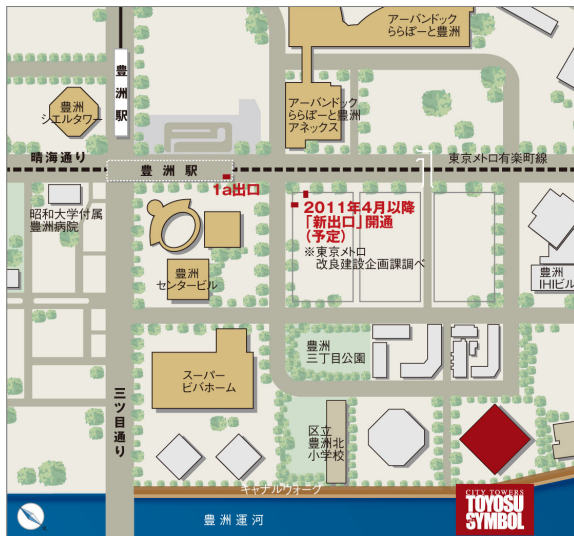 アーバンドック
ららぽーと豊洲
豊洲駅
豊洲
シエルタワー
アーバンドック
ららぽーと豊洲
アネックス
晴海通り
豊洲駅
東京メトロ有楽町線
1a出口
昭和大学付属
豊洲病院
2011年4月以降
「新出口」開通
（予定）
※東京メトロ
改良建設企画課調べ
豊洲
センタービル
豊洲
IHIビル
豊洲
三丁目公園
スーパー
ビバホーム
三ツ目通り
区立
豊洲北
小学校
キャナルウォーク
豊洲運河
CITY TOWERS
TOYOSU
SYMBOL